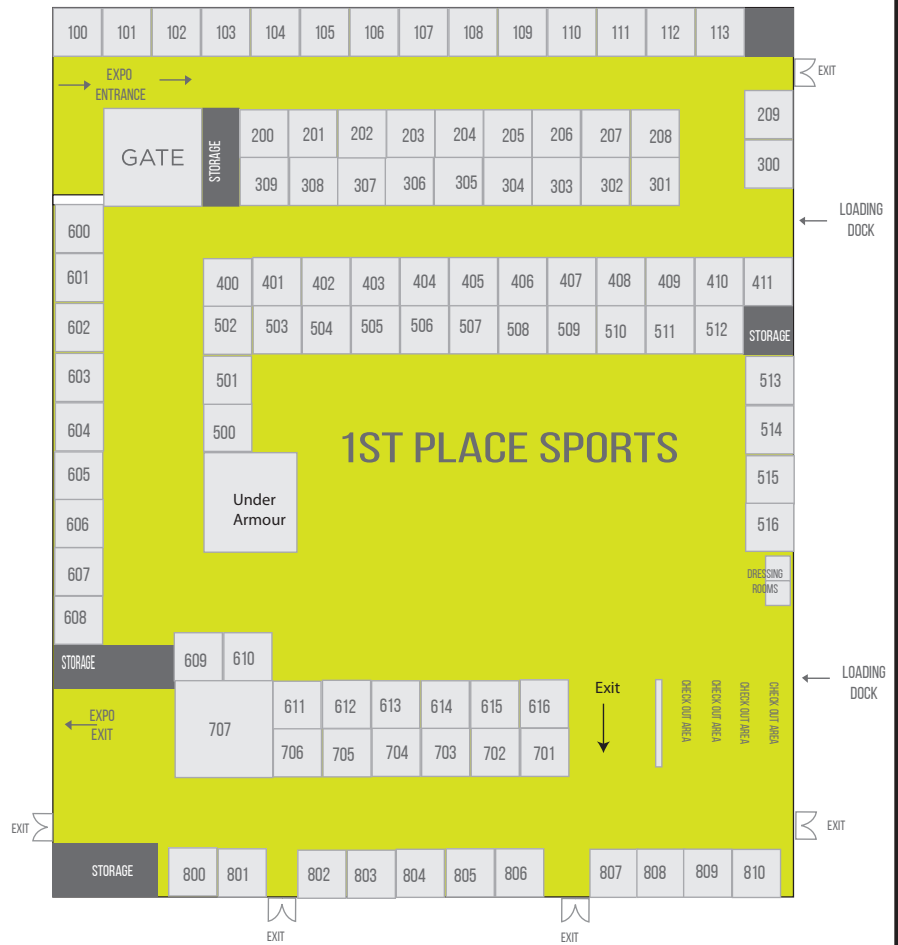 100 101 102 103 104 105 106 107 108 109 110 111 112 113
EXIT
EXPO
ENTRANCE
209
GATE
STORAGE
200 201 202 203 204 205 206 207 208
300
309 308 307 306 305 304 303 302 301
LOADING
DOCK
600
601
400 401 402 403 404 405 406 407 408 409 410 411
602
502 503 504 505 506 507 508 509 510 511 512
STORAGE
603
501
513
604
500
1ST PLACE SPORTS
514
605
515
Under
Armour
606
516
607
DRESSING
ROOMS
608
STORAGE
609 610
LOADING
DOCK
611 612 613 614 615 616
Exit
CHECK OUT AREA
CHECK OUT AREA
CHECK OUT AREA
CHECK OUT AREA
EXPO
EXIT
707
706 705 704 703 702 701
EXIT
EXIT
STORAGE
800 801 802 803 804 805 806 807 808 809 810
EXIT
EXIT